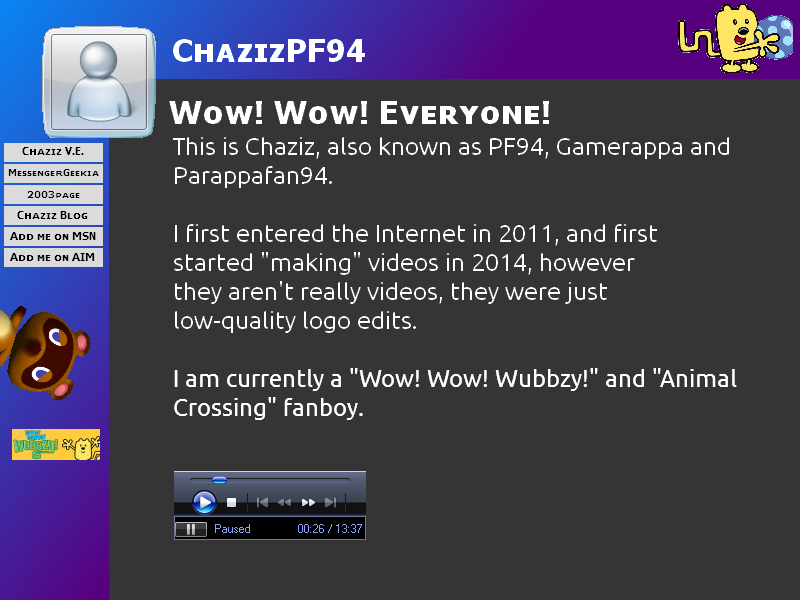 ChazizPF94
Wow! Wow! Everyone!
This is Chaziz, also known as PF94, Gamerappa and
Parappafan94.
I first entered the Internet in 2011, and first
started "making" videos in 2014, however
they aren't really videos, they were just
low-quality logo edits.
I am currently a "Wow! Wow! Wubbzy!" and "Animal
Crossing" fanboy.
Chaziz V.E.
MessengerGeekia
2003page
Chaziz Blog
Add me on MSN
Add me on AIM
Wow! Wow!
Wubbzy!
Paused
00:26 / 13:37